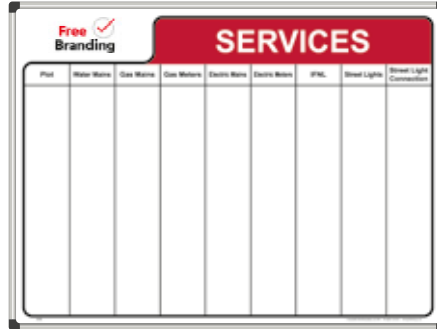 Free
Branding
SERVICES
Plot
Water Mains
Gas Mains
Gas Meters
Electric Mains
Electric Meters
IFNL
Street Lights
Street Light
Connection